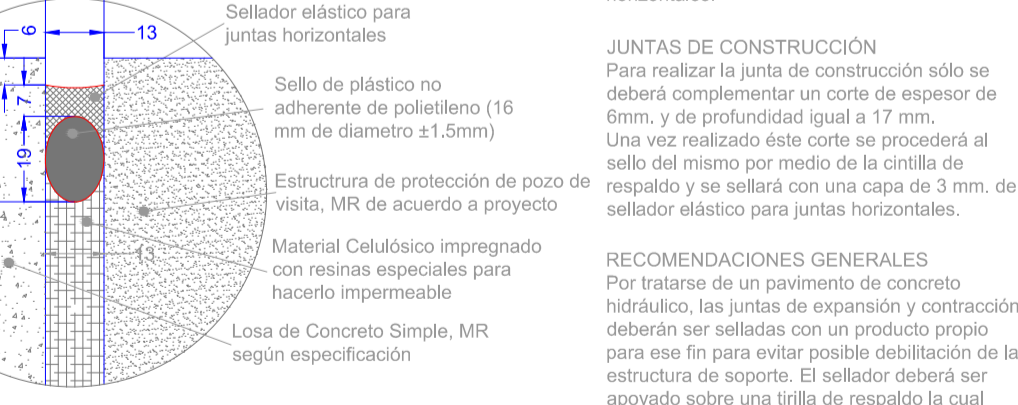 6
13
7
19
13
Sellador elástico para
juntas horizontales
Sello de plástico no
adherente de polietileno (16
mm de diametro ±1.5mm)
Estructrura de protección de pozo de
visita, MR de acuerdo a proyecto
Material Celulósico impregnado
con resinas especiales para
hacerlo impermeable
Losa de Concreto Simple, MR
según especificación
horizontales.
JUNTAS DE CONSTRUCCIÓN
Para realizar la junta de construcción sólo se
deberá complementar un corte de espesor de
6mm. y de profundidad igual a 17 mm.
Una vez realizado éste corte se procederá al
sello del mismo por medio de la cintilla de
respaldo y se sellará con una capa de 3 mm. de
sellador elástico para juntas horizontales.
RECOMENDACIONES GENERALES
Por tratarse de un pavimento de concreto
hidráulico, las juntas de expansión y contracción
deberán ser selladas con un producto propio
para ese fin para evitar posible debilitación de la
estructura de soporte. El sellador deberá ser
apoyado sobre una tirilla de respaldo la cual